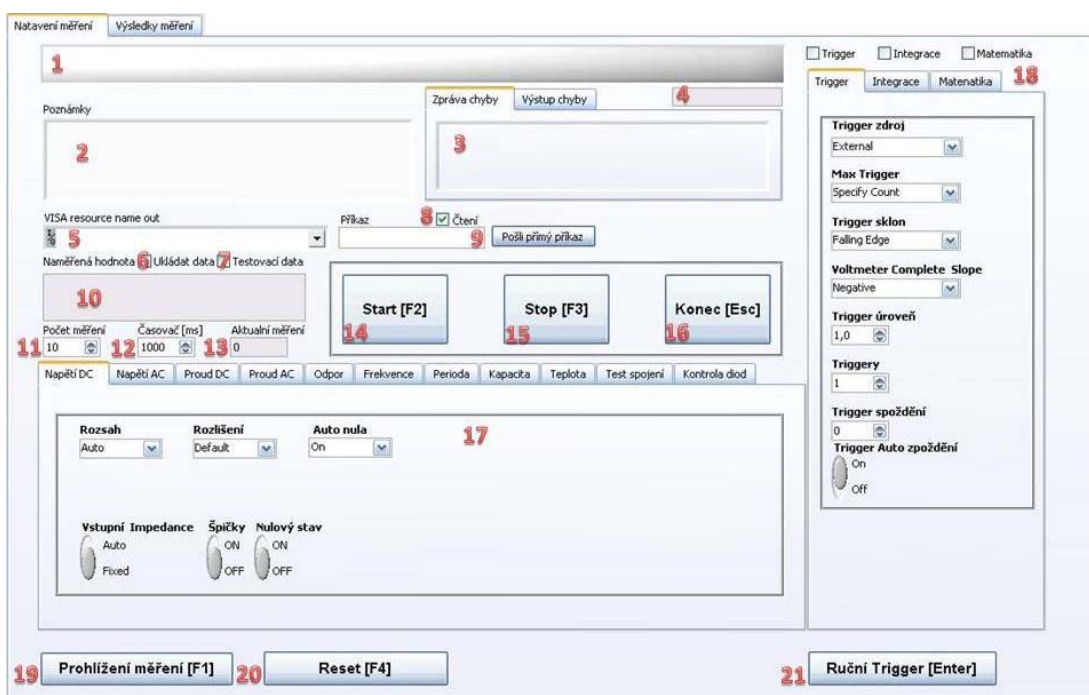 Natavení měření Výsledky měření
1
Trigger Integrace Matematika
Trigger Integrace Matenatika 18
Poznámky
2
Zpráva chyby Výstup chyby 4
3
Trigger zdroj
External
Max Trigger
Specify Count
Trigger sklon
Falling Edge
Voltmeter Complete Slope
Negative
Trigger úroveň
1,0
Triggery
1
Trigger spoždění
0
Trigger Auto zpoždění
On
Off
VISA resource name out
5
Příkaz 8 Čtení
9 Pošli přímý příkaz
Naměřená hodnota 6 Ukládat data 7 Testovací data
10
Start [F2] Stop [F3] Konec [Esc]
14 15 16
Počet měření Časovač [ms] Aktualní měření
11 10 12 1000 13 0
Napětí DC Napětí AC Proud DC Proud AC Odpor Frekvence Perioda Kapacita Teplota Test spojení Kontrola diod
Rozsah Rozlišení Auto nula 17
Auto Default On
Vstupní Impedance Špičky Nulový stav
Auto ON ON
Fixed OFF OFF
19 Prohlížení měření [F1] 20 Reset [F4] 21 Ruční Trigger [Enter]